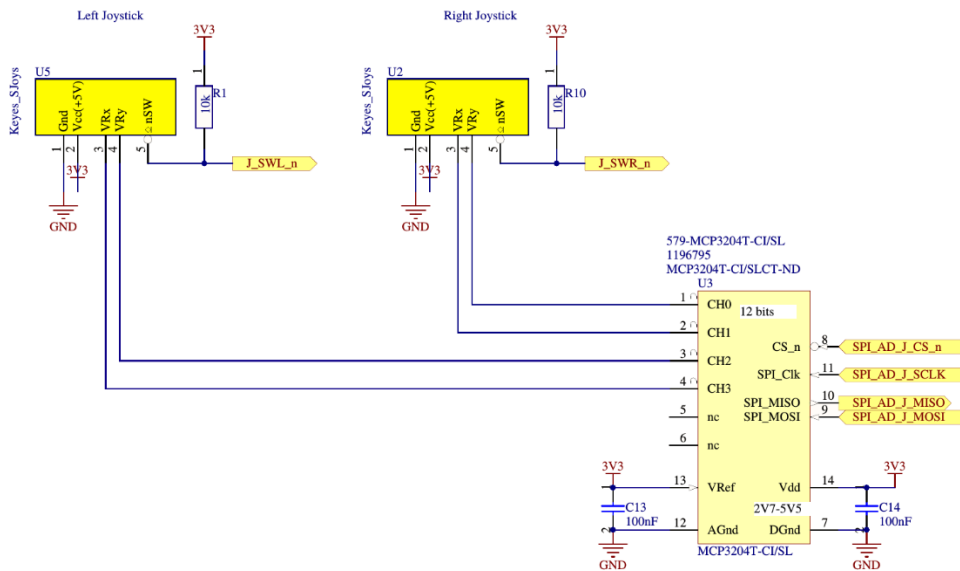 Left Joystick
Right Joystick
3V3
3V3
U5
U2
Keyes_SJoys
Gnd
Vcc(+5V)
VRx
VRy
nSW
1
2
3
4
5
1
R1
10k
2
J_SWL_n
3V3
GND
Keyes_SJoys
Gnd
Vcc(+5V)
VRx
VRy
nSW
1
2
3
4
5
1
R10
10k
2
J_SWR_n
3V3
GND
579-MCP3204T-CI/SL
1196795
MCP3204T-CI/SLCT-ND
U3
1 CH0
12 bits
2 CH1
CS_n 8 SPI_AD_J_CS_n
3 CH2
SPI_Clk 11 SPI_AD_J_SCLK
4 CH3
SPI_MISO 10 SPI_AD_J_MISO
5 nc
SPI_MOSI 9 SPI_AD_J_MOSI
6 nc
3V3
3V3
13 VRef
Vdd 14
C13
100nF
2V7-5V5
C14
100nF
2
12 AGnd
DGnd 7
2
GND
MCP3204T-CI/SL
GND